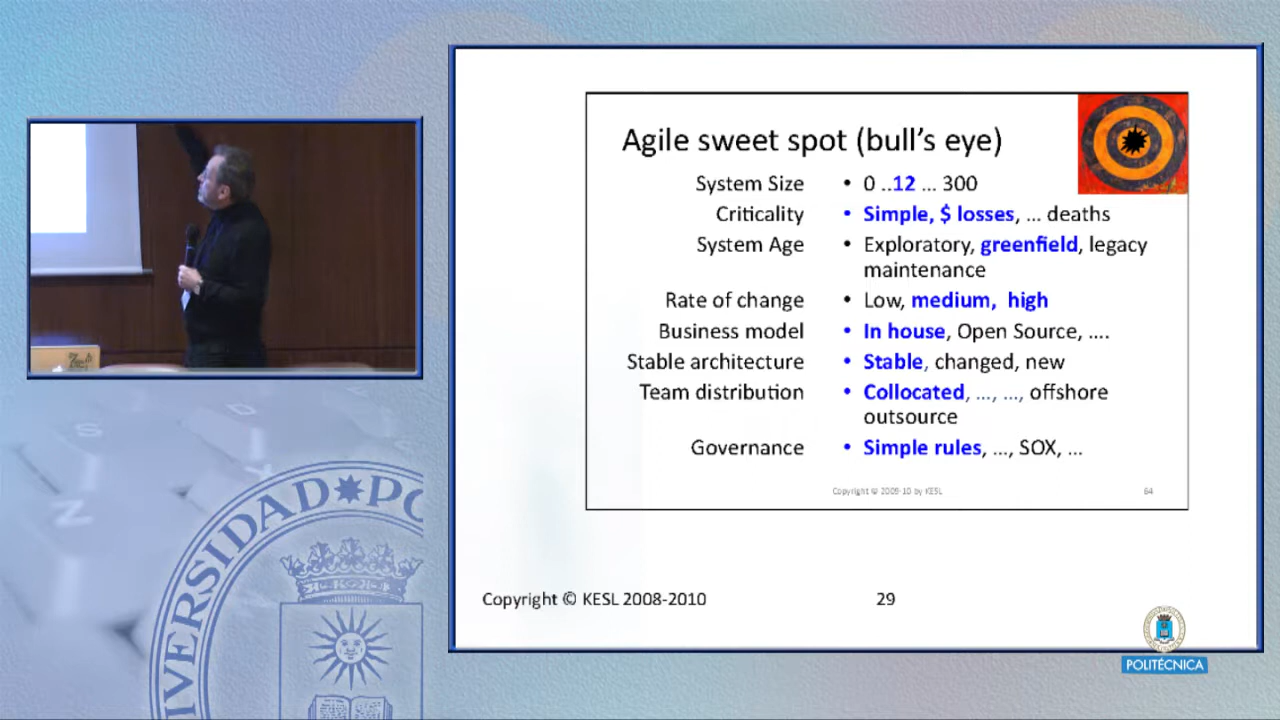 Agile sweet spot (bull's eye)
System Size • 0 ..12 ... 300
Criticality • Simple, $ losses, ... deaths
System Age • Exploratory, greenfield, legacy
maintenance
Rate of change • Low, medium, high
Business model • In house, Open Source, ....
Stable architecture • Stable, changed, new
Team distribution • Collocated, ..., ..., offshore
outsource
Governance • Simple rules, ..., SOX, ...
Copyright © 2009-10 by KESL 64
Copyright © KESL 2008-2010 29
POLITÉCNICA
VERSIDAD PO